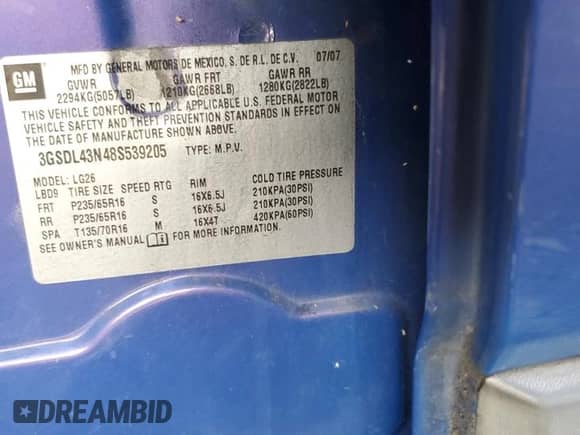 GM
MFD BY GENERAL MOTORS DE MEXICO, S. DE R.L. DE C.V. 07/07
GVWR GAWR FRT GAWR RR
2294KG(5057LB) 1210KG(2668LB) 1280KG(2822LB)
THIS VEHICLE CONFORMS TO ALL APPLICABLE U.S. FEDERAL MOTOR
VEHICLE SAFETY AND THEFT PREVENTION STANDARDS IN EFFECT ON
THE DATE OF MANUFACTURE SHOWN ABOVE.
3GSDL43N48S539205 TYPE: M.P.V.
MODEL: LG26
LBD9 TIRE SIZE SPEED RTG RIM COLD TIRE PRESSURE
FRT P235/65R16 S 16X6.5J 210KPA(30PSI)
RR P235/65R16 S 16X6.5J 210KPA(30PSI)
SPA T135/70R16 M 16X4T 420KPA(60PSI)
SEE OWNER'S MANUAL FOR MORE INFORMATION.
DREAMBID